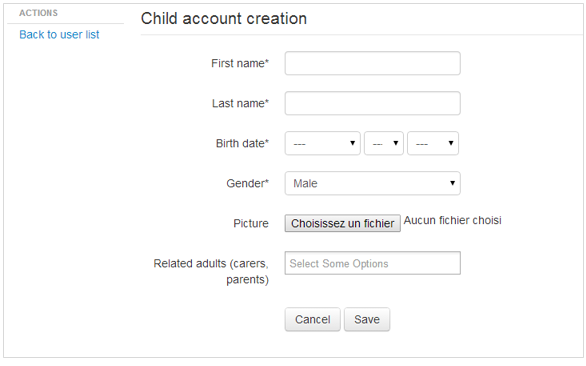 ACTIONS
Back to user list
Child account creation
First name*
Last name*
Birth date* --- --- ---
Gender* Male
Picture Choisissez un fichier Aucun fichier choisi
Related adults (carers,
parents) Select Some Options
Cancel Save